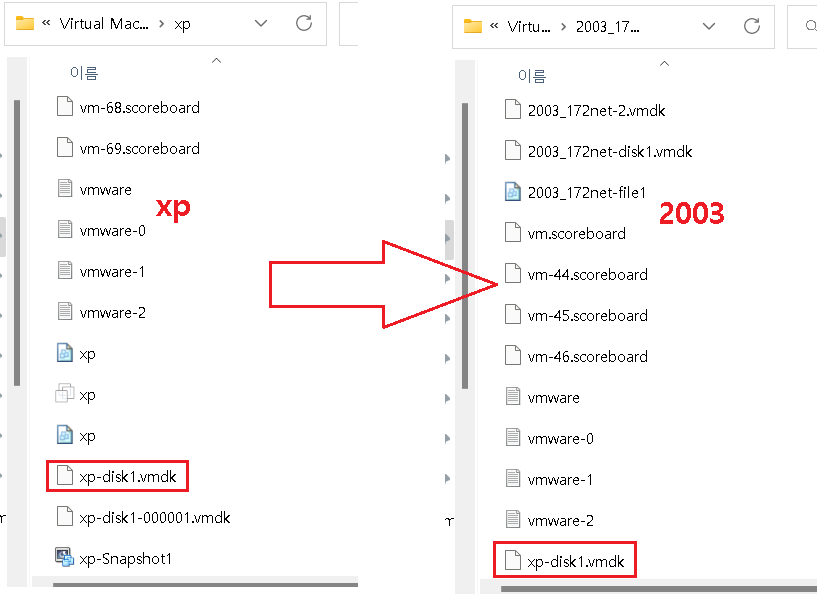 « Virtual Mac... > xp
이름
vm-68.scoreboard
vm-69.scoreboard
vmware
vmware-0
vmware-1
vmware-2
xp
xp
xp
xp-disk1.vmdk
xp-disk1-000001.vmdk
xp-Snapshot1
xp
« Virtu... > 2003_17...
이름
2003_172net-2.vmdk
2003_172net-disk1.vmdk
2003_172net-file1
vm.scoreboard
vm-44.scoreboard
vm-45.scoreboard
vm-46.scoreboard
vmware
vmware-0
vmware-1
vmware-2
xp-disk1.vmdk
2003